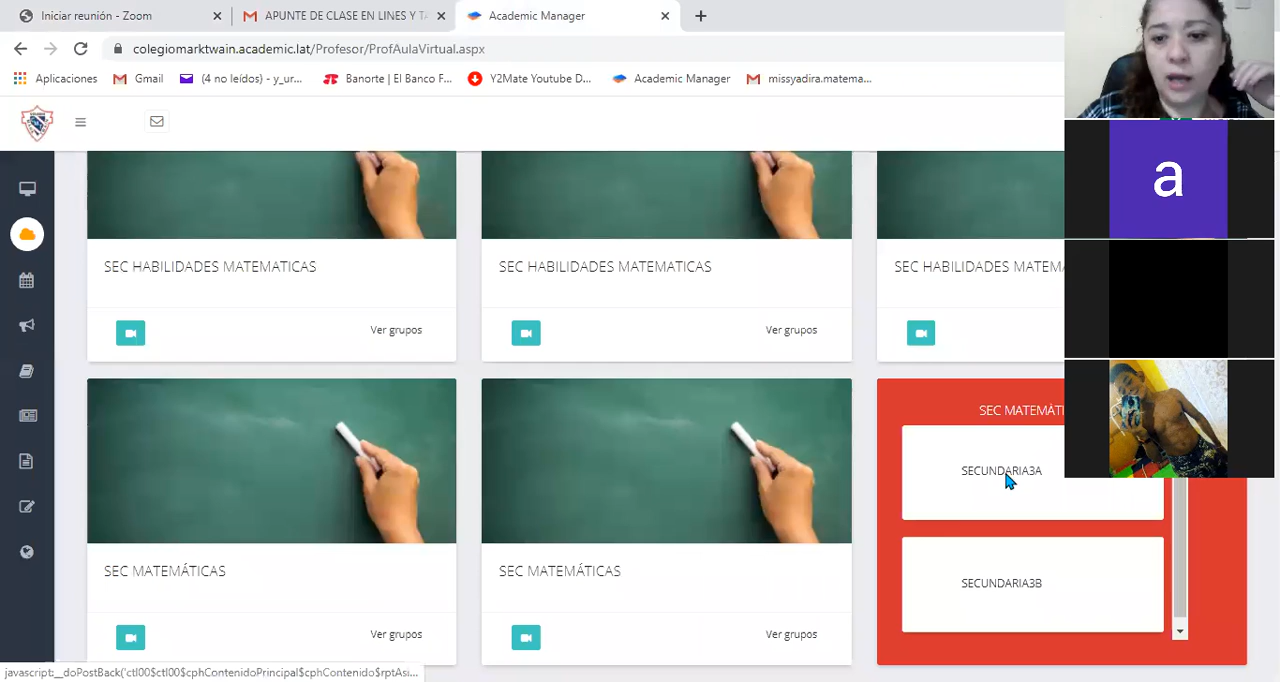 Iniciar reunión - Zoom
APUNTE DE CLASE EN LINES Y TA
Academic Manager
colegiomarktwain.academic.lat/Profesor/ProfAulaVirtual.aspx
Aplicaciones
Gmail
(4 no leídos) - y_ur...
Banorte | El Banco F...
Y2Mate Youtube D...
Academic Manager
missyadira.matema...
a
SEC HABILIDADES MATEMATICAS
SEC HABILIDADES MATEMATICAS
SEC HABILIDADES MATEMA
Ver grupos
Ver grupos
SEC MATEMÁTI
SECUNDARIA3A
SEC MATEMÁTICAS
SEC MATEMÁTICAS
SECUNDARIA3B
Ver grupos
Ver grupos
javascript:__doPostBack('ctl00$ctl00$cphContenidoPrincipal$cphContenido$rptAsi...